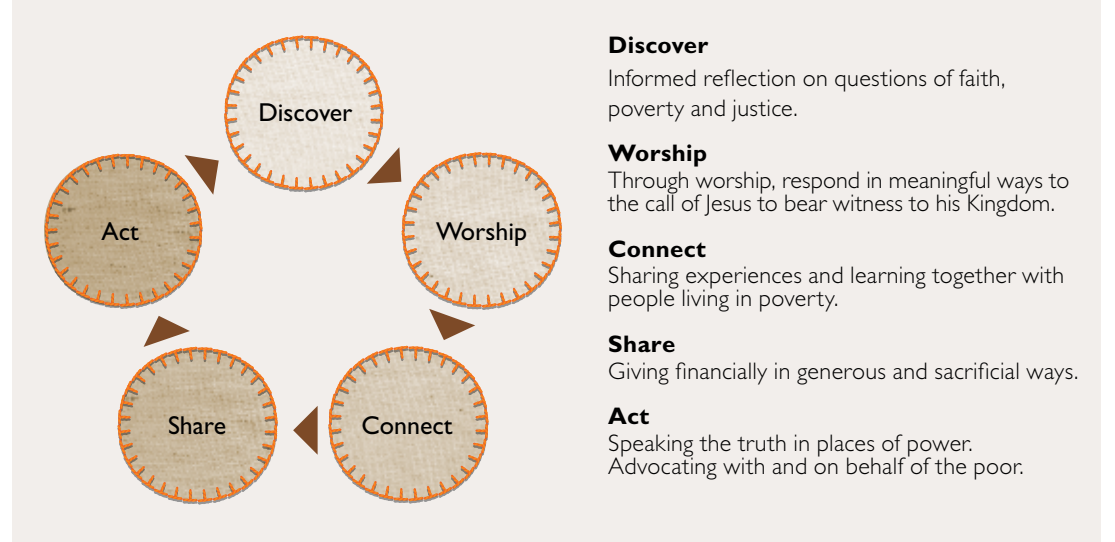 Discover
Worship
Connect
Share
Act
Discover
Informed reflection on questions of faith,
poverty and justice.
Worship
Through worship, respond in meaningful ways to
the call of Jesus to bear witness to his Kingdom.
Connect
Sharing experiences and learning together with
people living in poverty.
Share
Giving financially in generous and sacrificial ways.
Act
Speaking the truth in places of power.
Advocating with and on behalf of the poor.